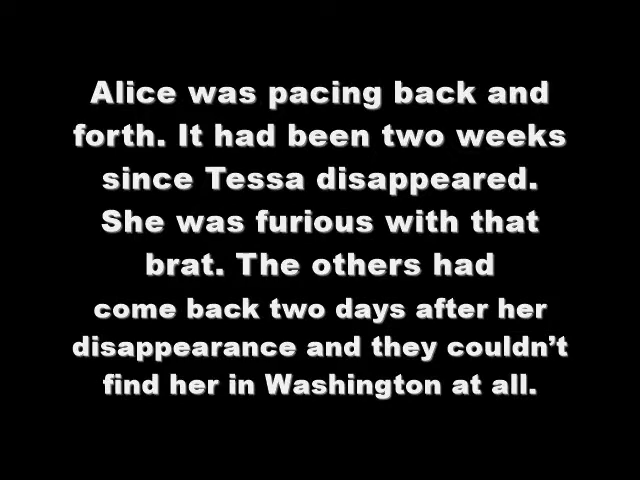 Alice was pacing back and
forth. It had been two weeks
since Tessa disappeared.
She was furious with that
brat. The others had
come back two days after her
disappearance and they couldn’t
find her in Washington at all.